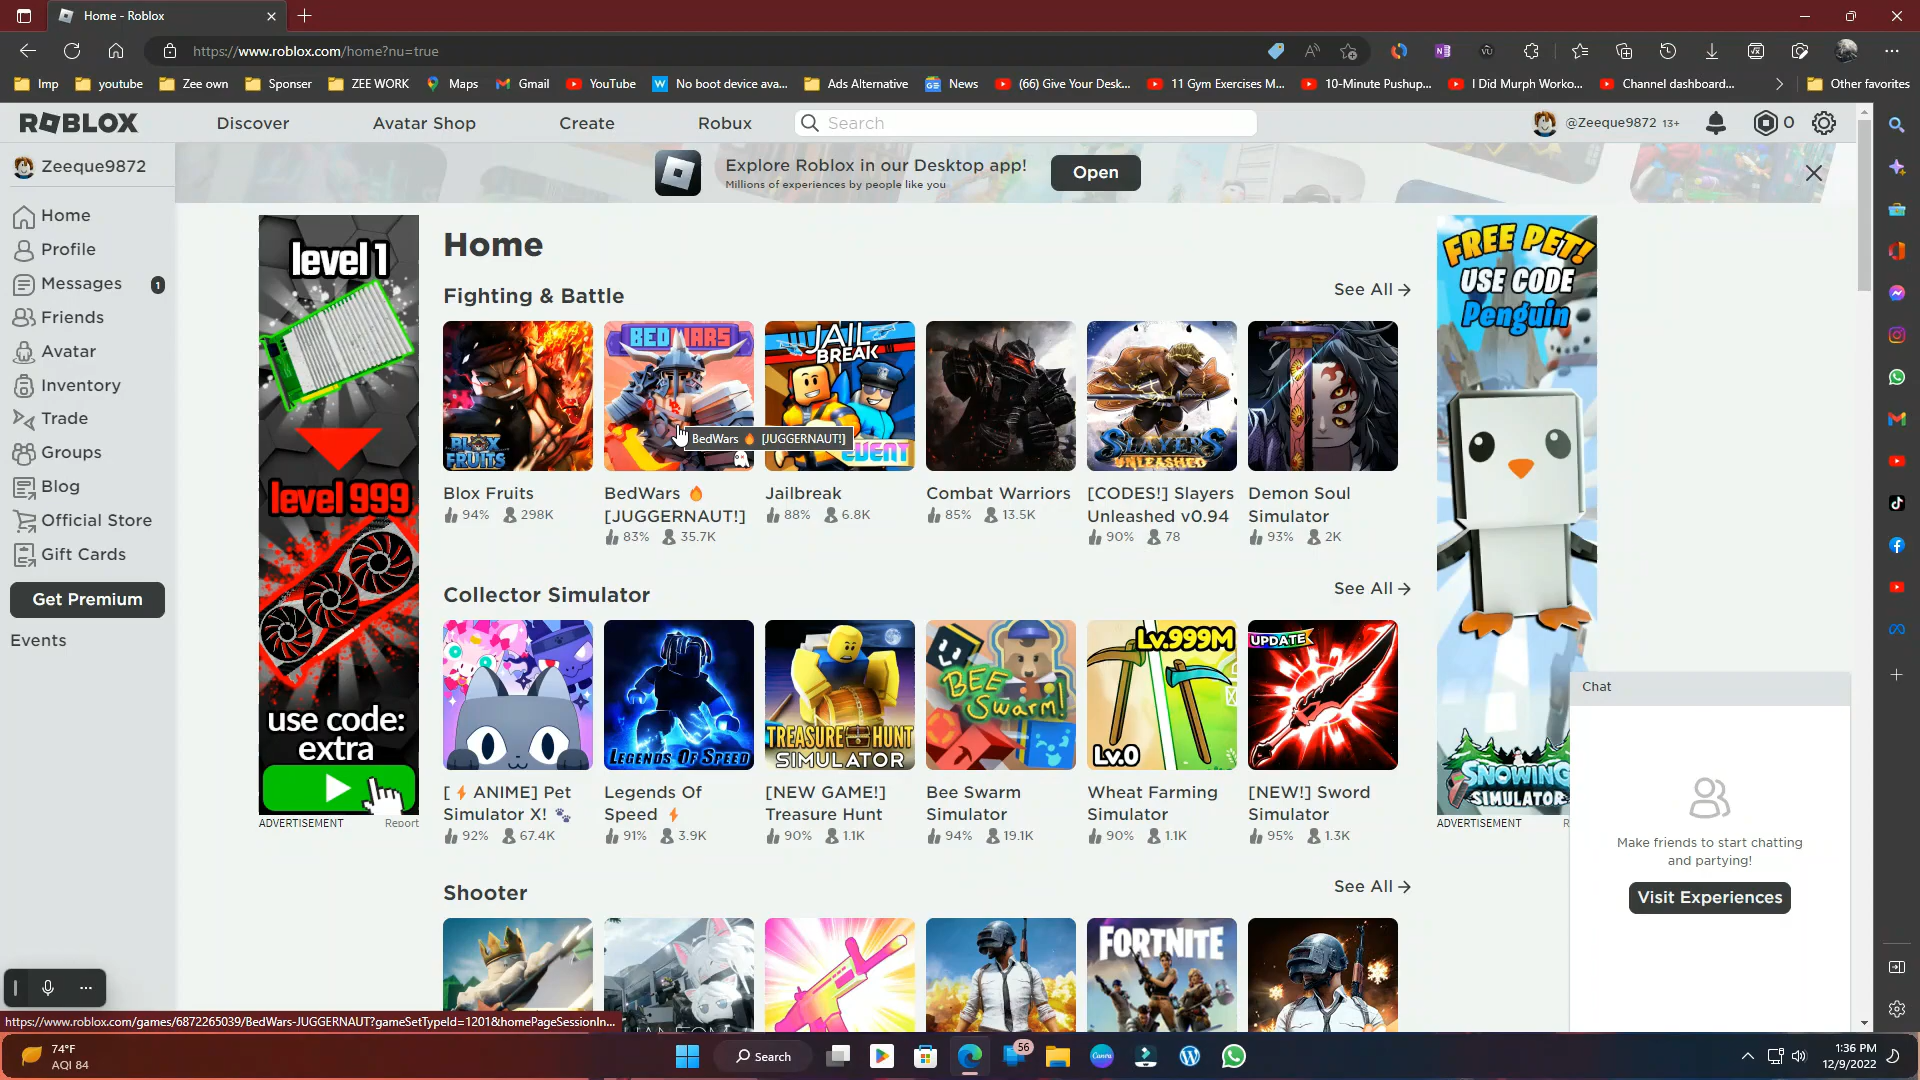 Home - Roblox
https://www.roblox.com/home?nu=true
Imp
youtube
Zee own
Sponser
ZEE WORK
Maps
Gmail
YouTube
No boot device ava...
Ads Alternative
News
(66) Give Your Desk...
11 Gym Exercises M...
10-Minute Pushup...
I Did Murph Worko...
Channel dashboard...
Other favorites
ROBLOX
Discover
Avatar Shop
Create
Robux
Search
@Zeeque9872 13+
0
Zeeque9872
Explore Roblox in our Desktop app!
Millions of experiences by people like you
Open
Home
Profile
Messages
1
Friends
Avatar
Inventory
Trade
Groups
Blog
Official Store
Gift Cards
Get Premium
Events
level 1
level 999
use code:
extra
ADVERTISEMENT
Report
Home
Fighting & Battle
See All
BLOX
FRUITS
BEDWARS
JAIL
BREAK
EVENT
SLAYERS
UNLEASHED
BedWars 🔥 [JUGGERNAUT!]
Blox Fruits
94% 298K
BedWars 🔥
[JUGGERNAUT!]
83% 35.7K
Jailbreak
88% 6.8K
Combat Warriors
85% 13.5K
[CODES!] Slayers
Unleashed v0.94
90% 78
Demon Soul
Simulator
93% 2K
Collector Simulator
See All
LEGENDS OF SPEED
TREASURE HUNT
SIMULATOR
BEE
Swarm!
Lv.999M
Lv.0
UPDATE
[⚡ANIME] Pet
Simulator X! 🐾
92% 67.4K
Legends Of
Speed ⚡
91% 3.9K
[NEW GAME!]
Treasure Hunt
90% 1.1K
Bee Swarm
Simulator
94% 19.1K
Wheat Farming
Simulator
90% 1.1K
[NEW!] Sword
Simulator
95% 1.3K
Shooter
See All
FORTNITE
FREE PET!
USE CODE
Penguin
SNOWING
SIMULATOR
ADVERTISEMENT
R
Chat
Make friends to start chatting
and partying!
Visit Experiences
https://www.roblox.com/games/6872265039/BedWars-JUGGERNAUT?gameSetTypeId=1201&homePageSessionIn...
74°F
AQI 84
Search
56
1:36 PM
12/9/2022